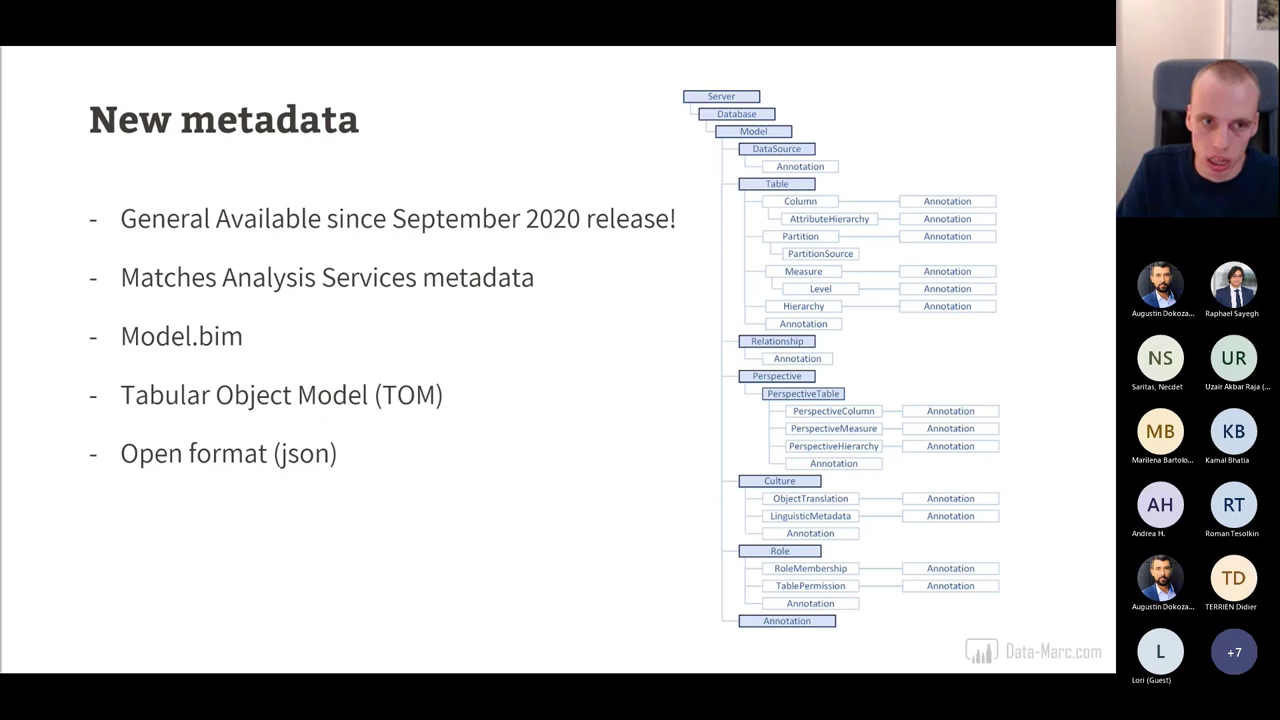 New metadata
- General Available since September 2020 release!
- Matches Analysis Services metadata
- Model.bim
- Tabular Object Model (TOM)
- Open format (json)
Server
Database
Model
DataSource
Annotation
Table
Column Annotation
AttributeHierarchy Annotation
Partition Annotation
PartitionSource
Measure Annotation
Level Annotation
Hierarchy Annotation
Annotation
Relationship
Annotation
Perspective
PerspectiveTable
PerspectiveColumn Annotation
PerspectiveMeasure Annotation
PerspectiveHierarchy Annotation
Annotation
Culture
ObjectTranslation Annotation
LinguisticMetadata Annotation
Annotation
Role
RoleMembership Annotation
TablePermission Annotation
Annotation
Annotation
Data-Marc.com
Augustin Dokoza... Raphael Sayegh
NS UR
Saritas, Necdet Uzair Akbar Raja (...
MB KB
Marilena Bartolo... Kamal Bhatia
AH RT
Andrea H. Roman Tesolkin
TD
Augustin Dokoza... TERRIEN Didier
L +7
Lori (Guest)